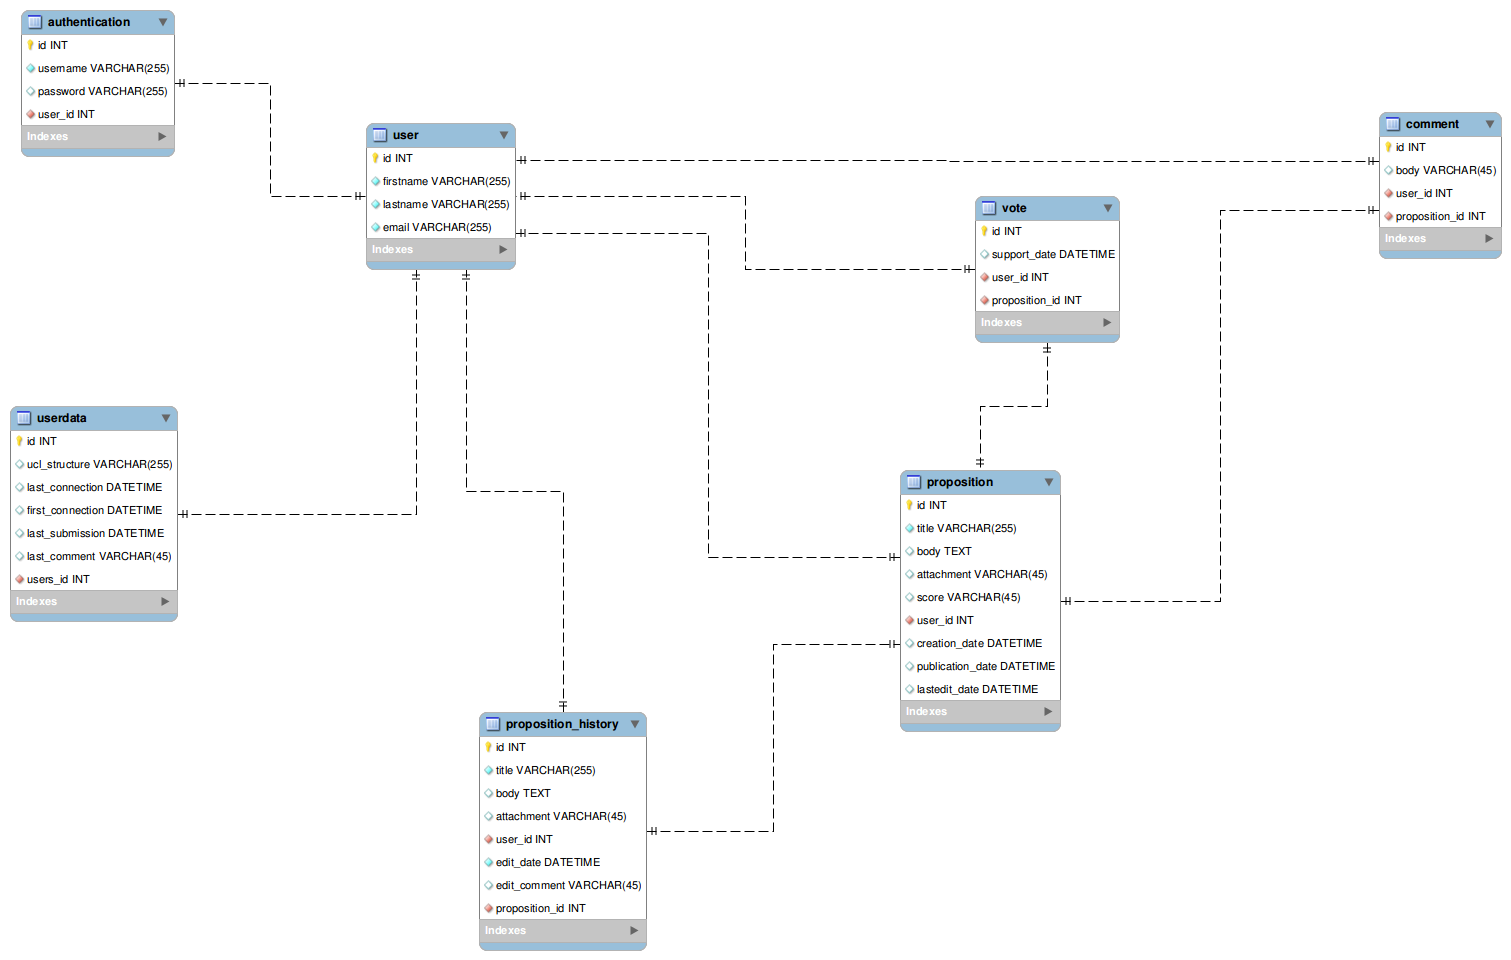 authentication
id INT
username VARCHAR(255)
password VARCHAR(255)
user_id INT
Indexes
user
id INT
firstname VARCHAR(255)
lastname VARCHAR(255)
email VARCHAR(255)
Indexes
comment
id INT
body VARCHAR(45)
user_id INT
proposition_id INT
Indexes
vote
id INT
support_date DATETIME
user_id INT
proposition_id INT
Indexes
userdata
id INT
ucl_structure VARCHAR(255)
last_connection DATETIME
first_connection DATETIME
last_submission DATETIME
last_comment VARCHAR(45)
users_id INT
Indexes
proposition
id INT
title VARCHAR(255)
body TEXT
attachment VARCHAR(45)
score VARCHAR(45)
user_id INT
creation_date DATETIME
publication_date DATETIME
lastedit_date DATETIME
Indexes
proposition_history
id INT
title VARCHAR(255)
body TEXT
attachment VARCHAR(45)
user_id INT
edit_date DATETIME
edit_comment VARCHAR(45)
proposition_id INT
Indexes